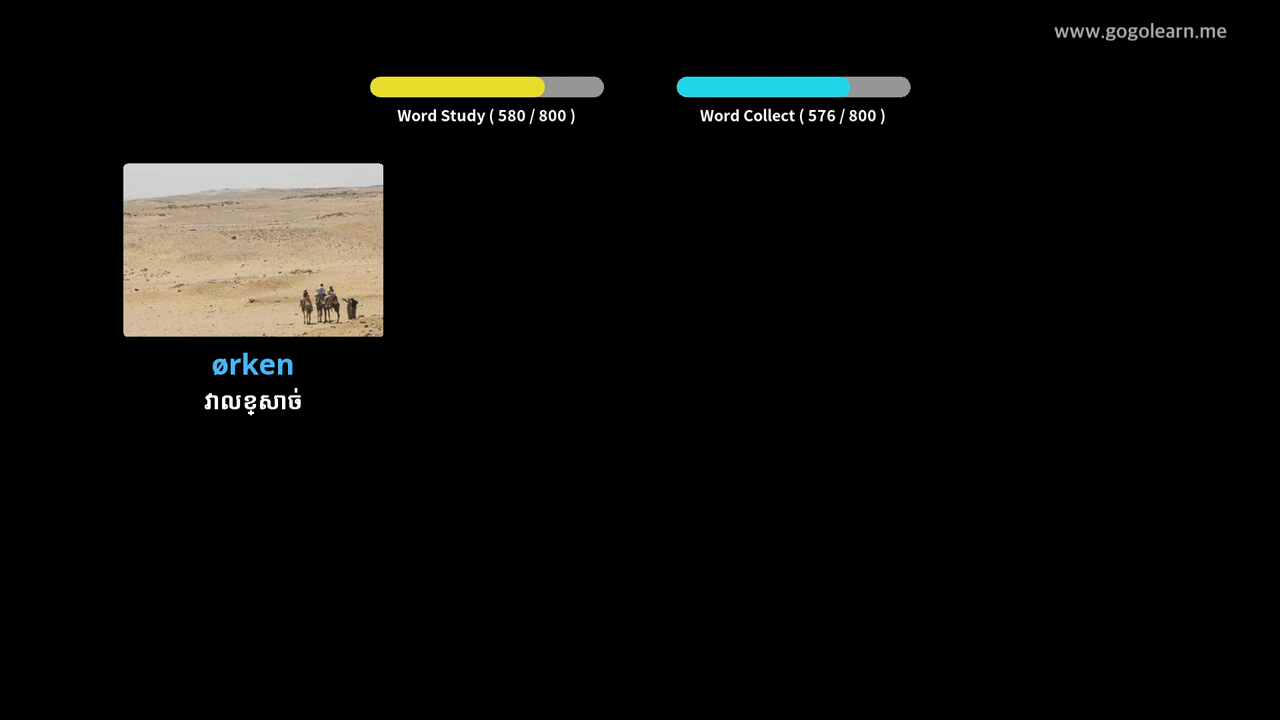 www.gogolearn.me
Word Study ( 580 / 800 )
Word Collect ( 576 / 800 )
ørken
វាលខ្សាច់